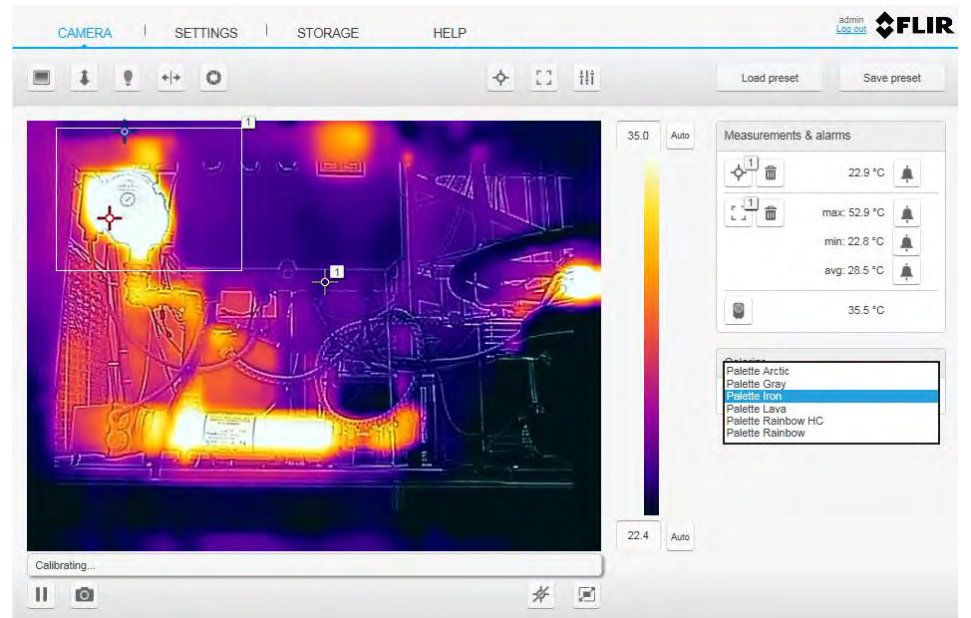 CAMERA SETTINGS STORAGE HELP
admin
Log out
FLIR
Load preset Save preset
1
1
35.0 Auto
22.4 Auto
Measurements & alarms
1 22.9 °C
1 max: 52.9 °C
min: 22.8 °C
avg: 28.5 °C
35.5 °C
Palette Arctic
Palette Gray
Palette Iron
Palette Lava
Palette Rainbow HC
Palette Rainbow
Calibrating...